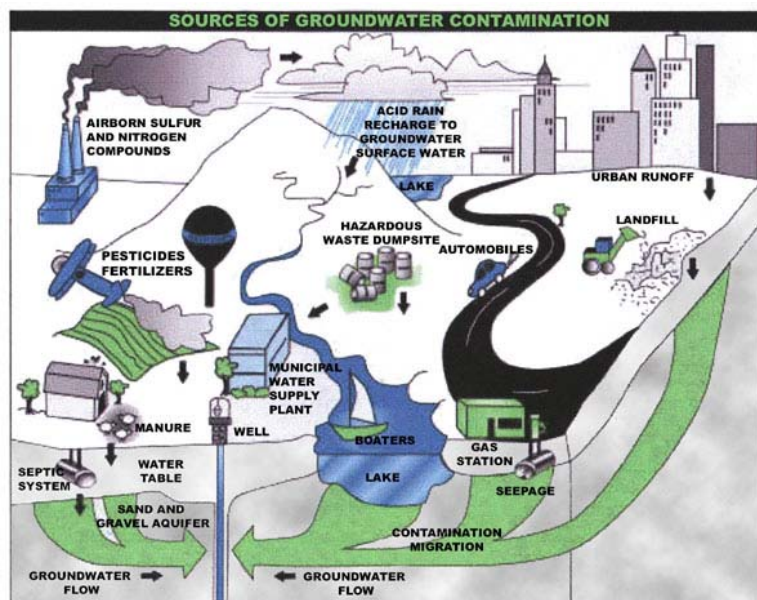 SOURCES OF GROUNDWATER CONTAMINATION
AIRBORN SULFUR
AND NITROGEN
COMPOUNDS
ACID RAIN
RECHARGE TO
GROUNDWATER
SURFACE WATER
LAKE
URBAN RUNOFF
LANDFILL
PESTICIDES
FERTILIZERS
HAZARDOUS
WASTE DUMPSITE
AUTOMOBILES
MUNICIPAL
WATER
SUPPLY
PLANT
MANURE
WELL
BOATERS
GAS
STATION
SEPTIC
SYSTEM
WATER
TABLE
LAKE
SEEPAGE
SAND AND
GRAVEL AQUIFER
CONTAMINATION
MIGRATION
GROUNDWATER
FLOW
GROUNDWATER
FLOW